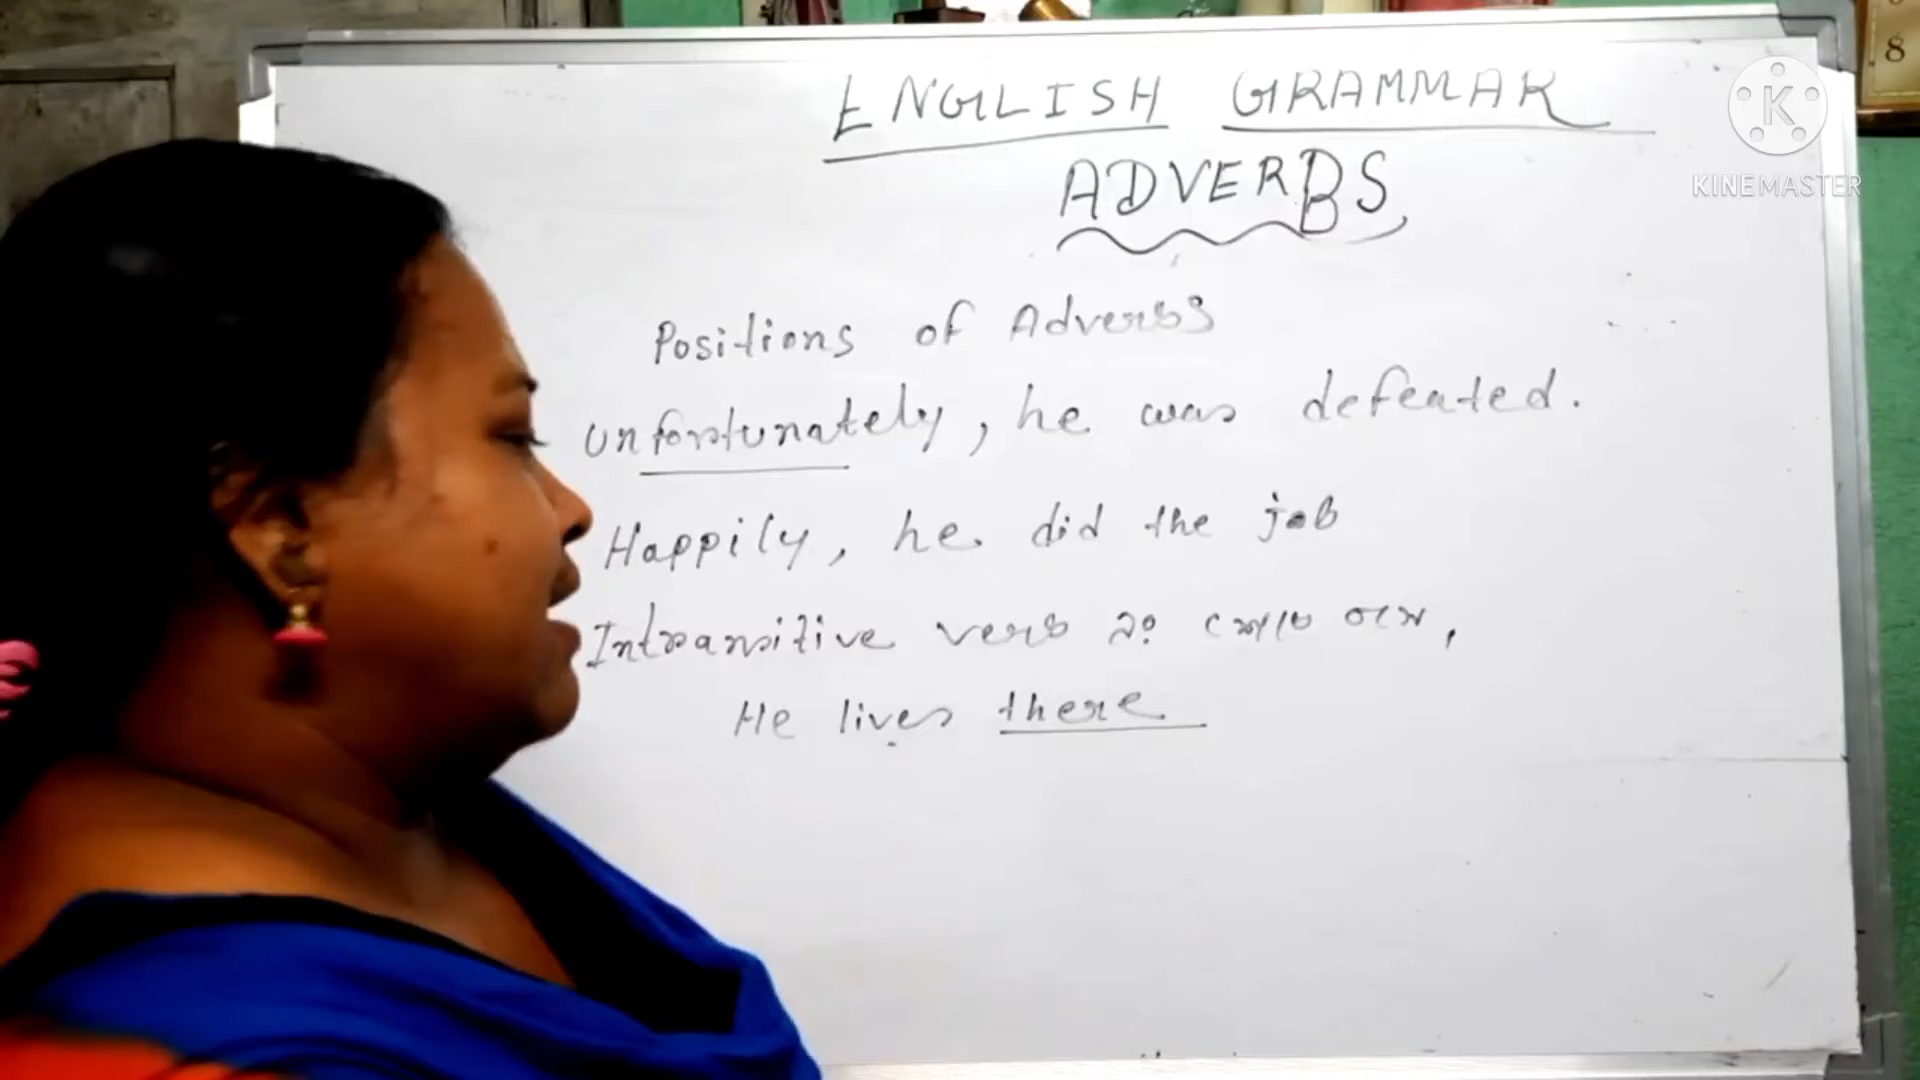 ENGLISH GRAMMAR
ADVERBS
Positions of Adverbs
Unfortunately, he was defeated.
Happily, he did the job
Intransitive verb
He lives there
8
KINEMASTER